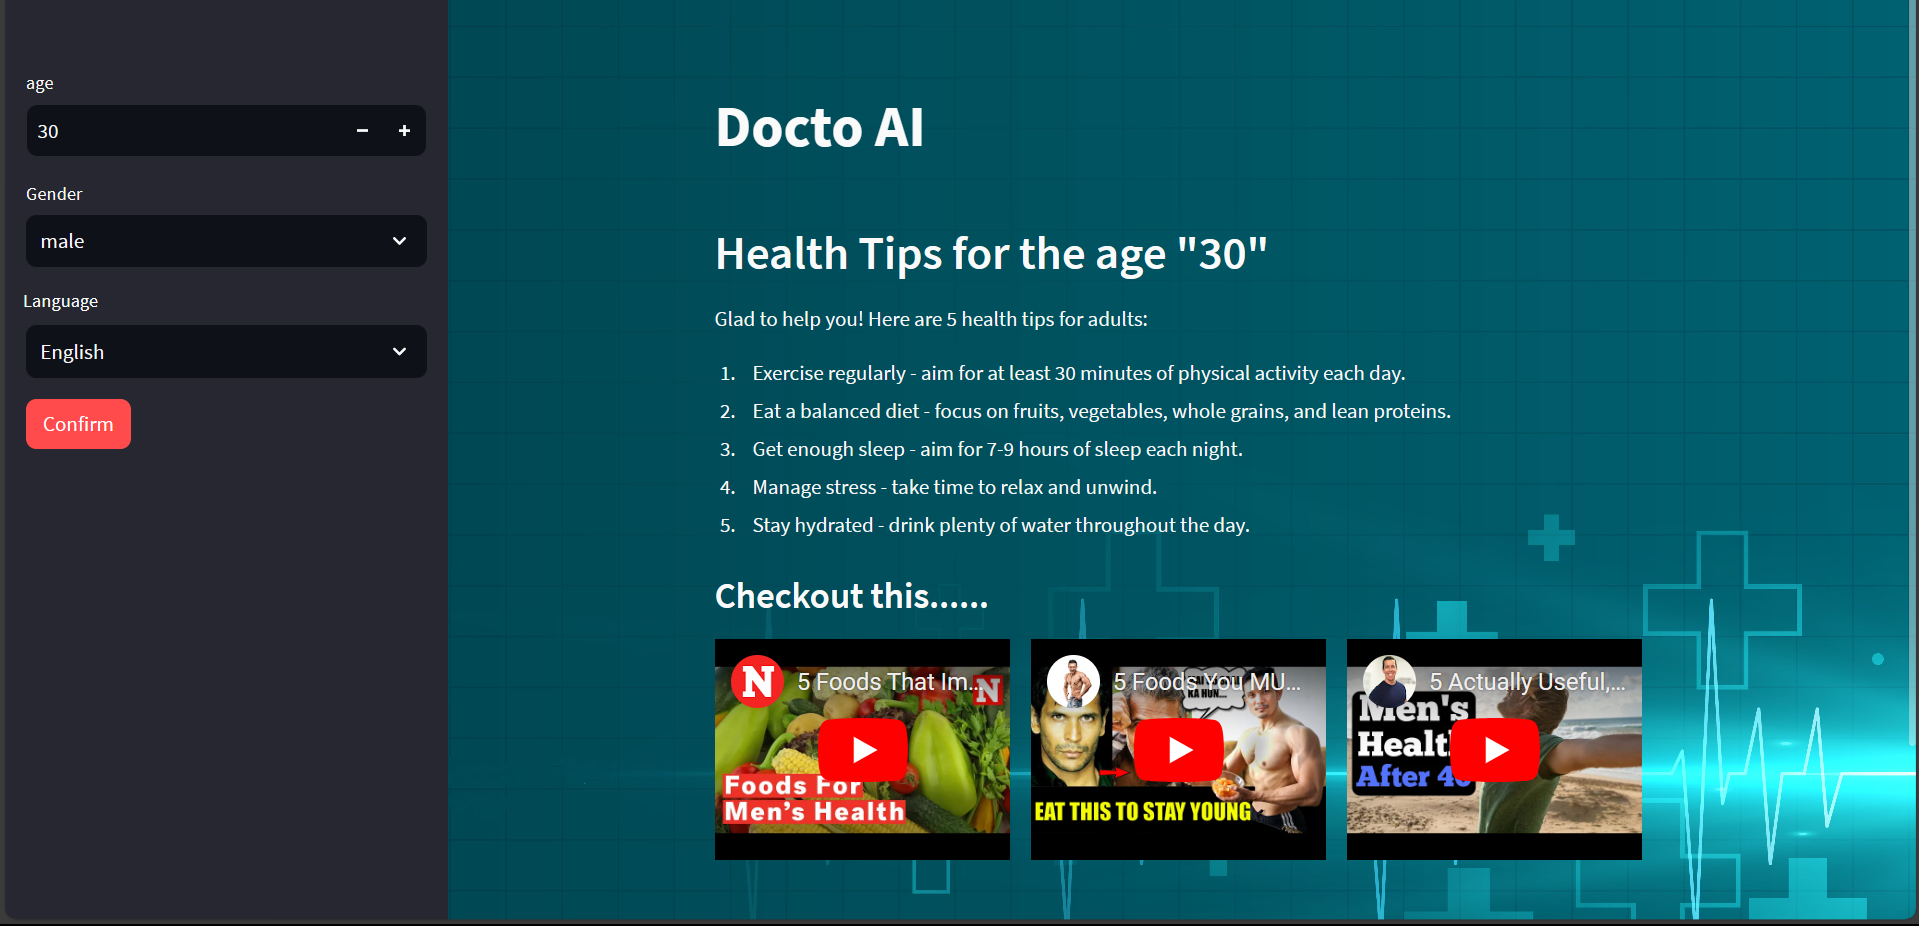 age
30
Gender
male
Language
English
Confirm
Docto AI
Health Tips for the age "30"
Glad to help you! Here are 5 health tips for adults:
1. Exercise regularly - aim for at least 30 minutes of physical activity each day.
2. Eat a balanced diet - focus on fruits, vegetables, whole grains, and lean proteins.
3. Get enough sleep - aim for 7-9 hours of sleep each night.
4. Manage stress - take time to relax and unwind.
5. Stay hydrated - drink plenty of water throughout the day.
Checkout this......
N 5 Foods That Im... N
Foods For
Men's Health
5 Foods You MU...
KA HUN...
EAT THIS TO STAY YOUNG
5 Actually Useful,...
Men's
After